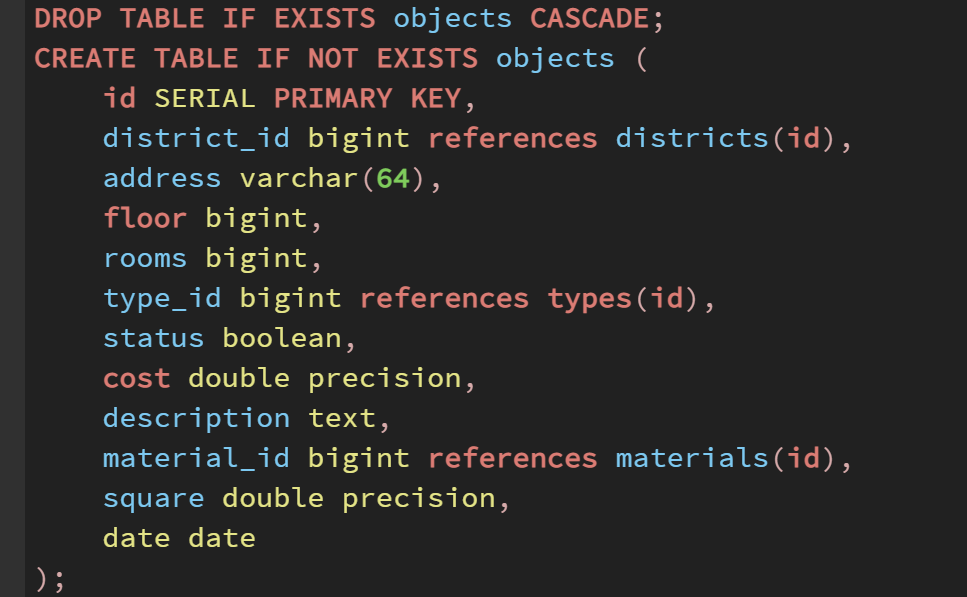 DROP TABLE IF EXISTS objects CASCADE;
CREATE TABLE IF NOT EXISTS objects (
    id SERIAL PRIMARY KEY,
    district_id bigint references districts(id),
    address varchar(64),
    floor bigint,
    rooms bigint,
    type_id bigint references types(id),
    status boolean,
    cost double precision,
    description text,
    material_id bigint references materials(id),
    square double precision,
    date date
);